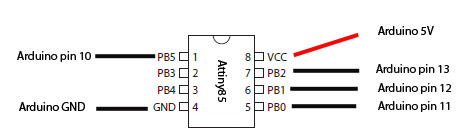 Arduino 5V
Arduino pin 10 PB5 1 8 VCC
PB3 2 7 PB2 Arduino pin 13
PB4 3 6 PB1 Arduino pin 12
Arduino GND GND 4 5 PB0 Arduino pin 11
Attiny85